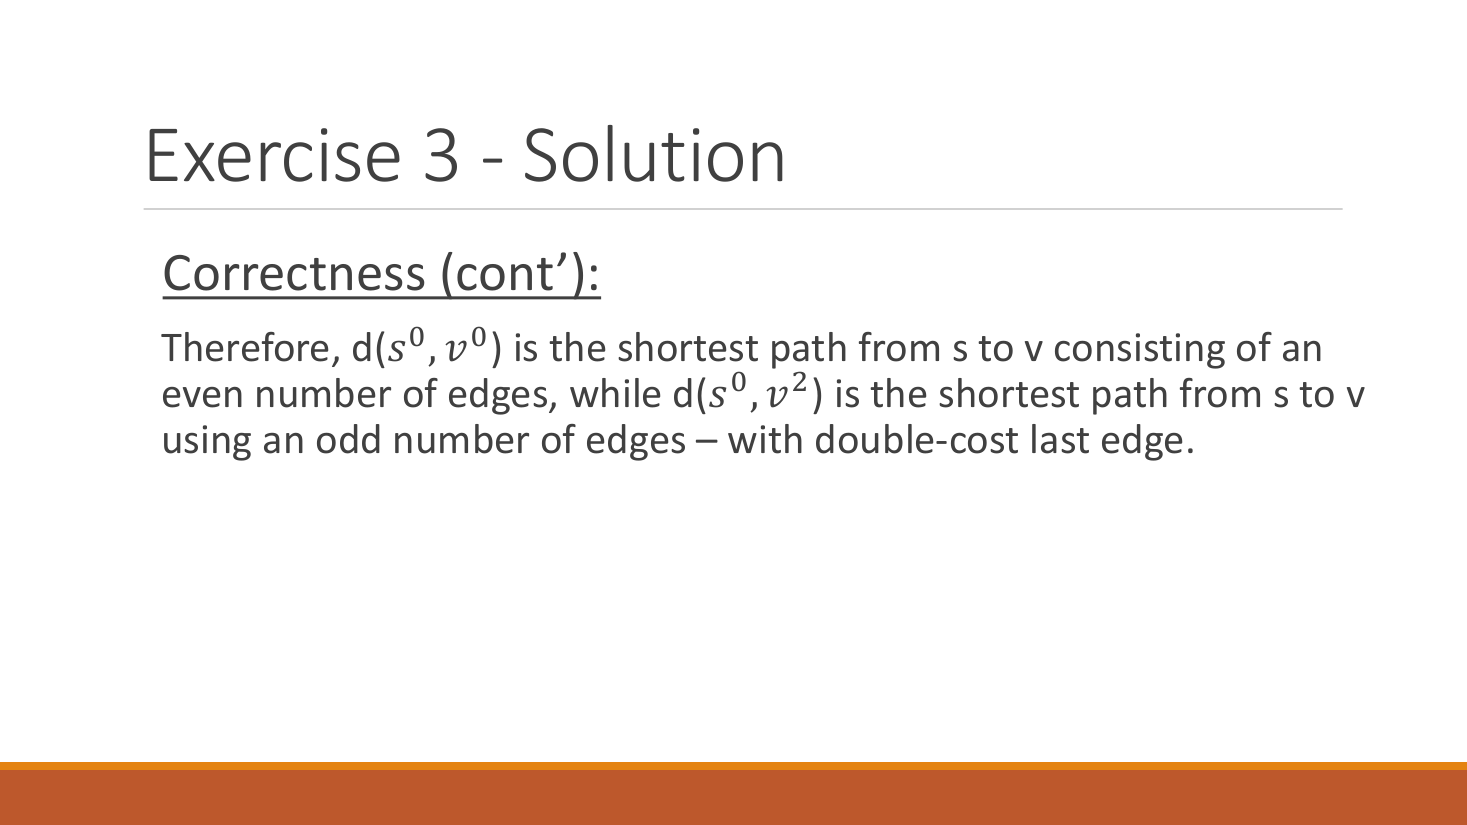 Exercise 3 - Solution
Correctness (cont’):
Therefore, d(𝑠⁰, 𝑣⁰) is the shortest path from s to v consisting of an
even number of edges, while d(𝑠⁰, 𝑣²) is the shortest path from s to v
using an odd number of edges – with double-cost last edge.